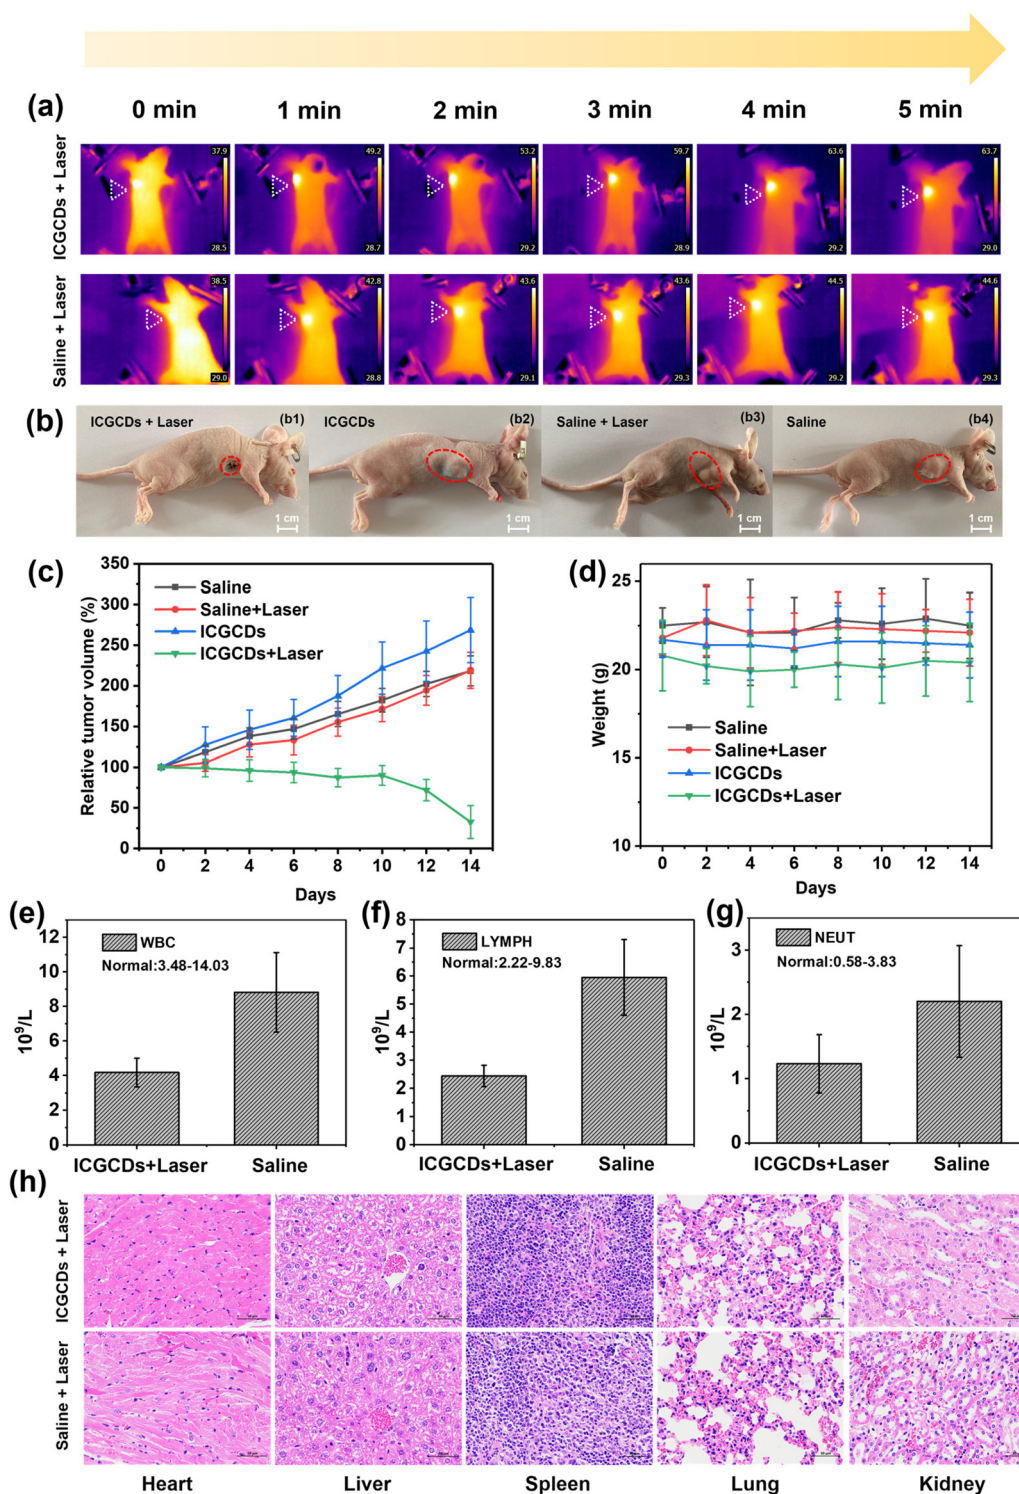 (a)
0 min 1 min 2 min 3 min 4 min 5 min
ICGCDs + Laser
37.9 49.2 53.2 59.7 63.6 63.7
28.5 28.7 29.2 28.9 29.2 29.0
Saline + Laser
38.5 42.8 43.6 43.6 44.5 44.6
29.0 28.8 29.1 29.3 29.2 29.3
(b)
ICGCDs + Laser (b1) ICGCDs (b2) Saline + Laser (b3) Saline (b4)
1 cm 1 cm 1 cm 1 cm
(c)
Relative tumor volume (%)
350
300
250
200
150
100
50
0
Saline
Saline+Laser
ICGCDs
ICGCDs+Laser
0 2 4 6 8 10 12 14
Days
(d)
Weight (g)
25
20
15
10
Saline
Saline+Laser
ICGCDs
ICGCDs+Laser
0 2 4 6 8 10 12 14
Days
(e)
10⁹/L
12
10
8
6
4
2
0
WBC
Normal:3.48-14.03
ICGCDs+Laser Saline
(f)
10⁹/L
8
7
6
5
4
3
2
1
0
LYMPH
Normal:2.22-9.83
ICGCDs+Laser Saline
(g)
10⁹/L
3
2
1
0
NEUT
Normal:0.58-3.83
ICGCDs+Laser Saline
(h)
ICGCDs + Laser
Saline + Laser
Heart Liver Spleen Lung Kidney